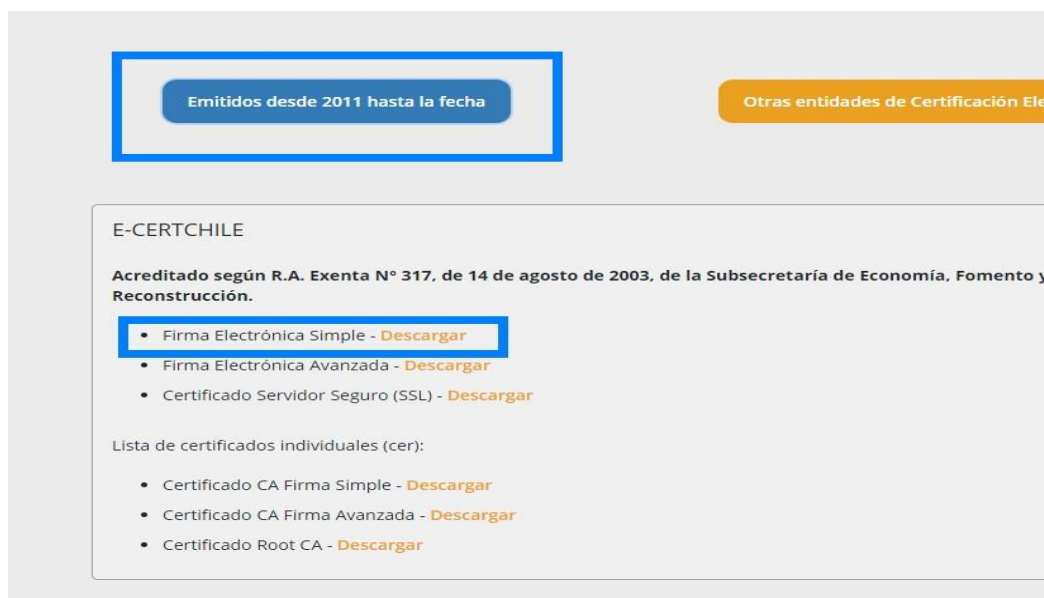 Emitidos desde 2011 hasta la fecha
Otras entidades de Certificación
E-CERTCHILE
Acreditado según R.A. Exenta N° 317, de 14 de agosto de 2003, de la Subsecretaría de Economía, Fomento y
Reconstrucción.
• Firma Electrónica Simple - Descargar
• Firma Electrónica Avanzada - Descargar
• Certificado Servidor Seguro (SSL) - Descargar
Lista de certificados individuales (cer):
• Certificado CA Firma Simple - Descargar
• Certificado CA Firma Avanzada - Descargar
• Certificado Root CA - Descargar